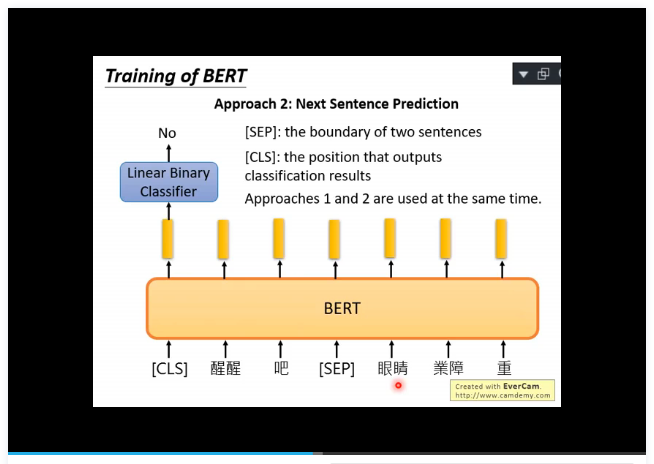 Training of BERT
Approach 2: Next Sentence Prediction
No
[SEP]: the boundary of two sentences
[CLS]: the position that outputs
classification results
Linear Binary
Classifier
Approaches 1 and 2 are used at the same time.
BERT
[CLS] 醒醒 吧 [SEP] 眼睛 業障 重
Created with EverCam.
http://www.camdemy.com